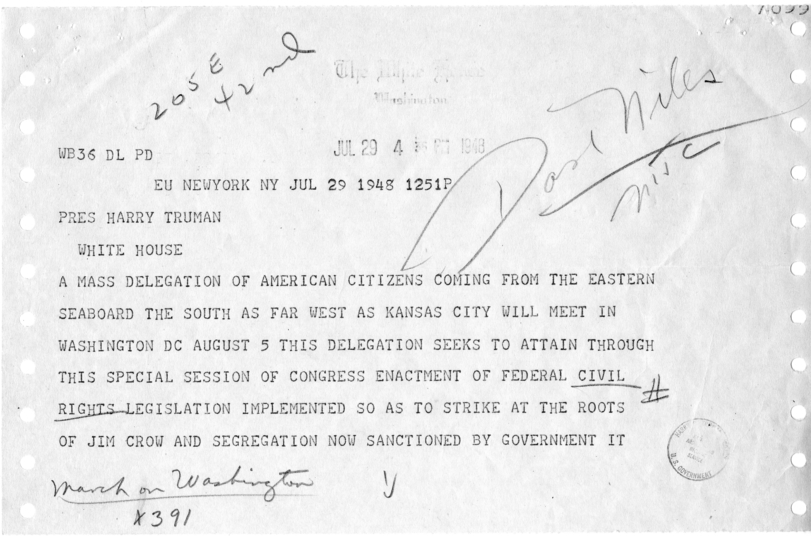 205 E
42nd
The White House
Washington
JUL 29 4 PM 1948
Dave Niles
misc
WB36 DL PD
EU NEWYORK NY JUL 29 1948 1251P
PRES HARRY TRUMAN
WHITE HOUSE
A MASS DELEGATION OF AMERICAN CITIZENS COMING FROM THE EASTERN
SEABOARD THE SOUTH AS FAR WEST AS KANSAS CITY WILL MEET IN
WASHINGTON DC AUGUST 5 THIS DELEGATION SEEKS TO ATTAIN THROUGH
THIS SPECIAL SESSION OF CONGRESS ENACTMENT OF FEDERAL CIVIL
RIGHTS LEGISLATION IMPLEMENTED SO AS TO STRIKE AT THE ROOTS
OF JIM CROW AND SEGREGATION NOW SANCTIONED BY GOVERNMENT IT
U.S GOVERNMENT
March on Washington
x391